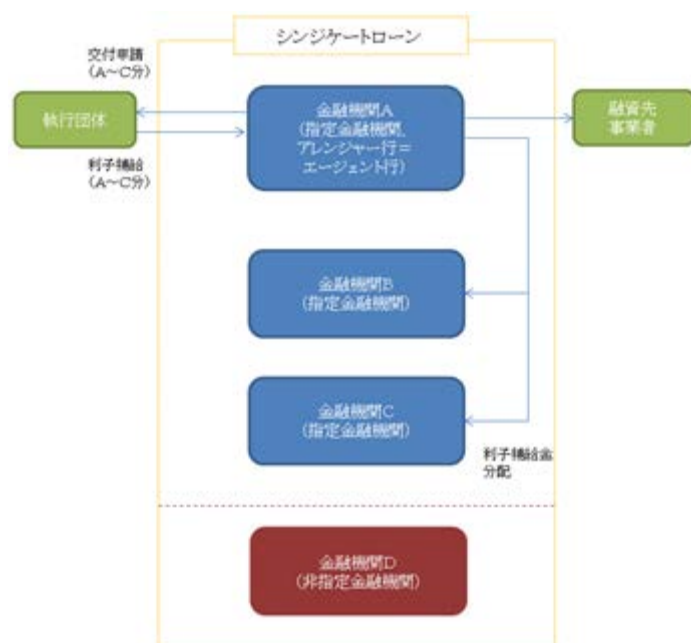 シンジケートローン
交付申請
(A～C分)
執行団体
利子補給
(A～C分)
金融機関A
(指定金融機関、
アレンジャー行＝
エージェント行)
融資先
事業者
金融機関B
(指定金融機関)
金融機関C
(指定金融機関)
利子補給金
分配
金融機関D
(非指定金融機関)